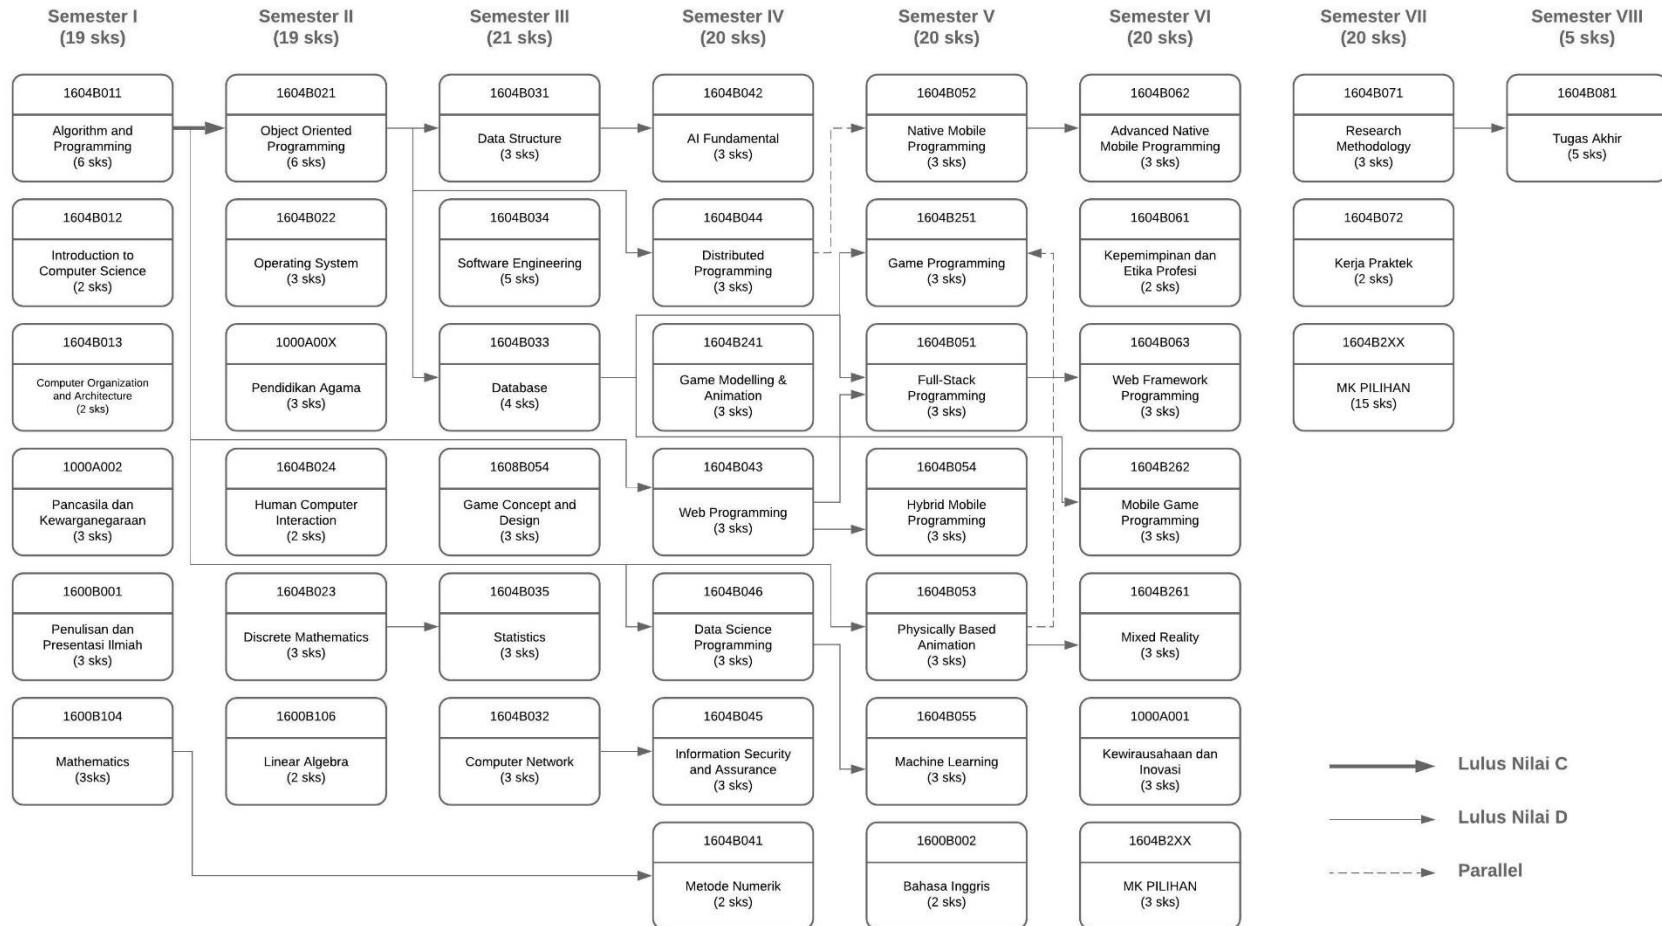 Semester I
(19 sks)
Semester II
(19 sks)
Semester III
(21 sks)
Semester IV
(20 sks)
Semester V
(20 sks)
Semester VI
(20 sks)
Semester VII
(20 sks)
Semester VIII
(5 sks)
1604B011
Algorithm and
Programming
(6 sks)
1604B021
Object Oriented
Programming
(6 sks)
1604B031
Data Structure
(3 sks)
1604B042
AI Fundamental
(3 sks)
1604B052
Native Mobile
Programming
(3 sks)
1604B062
Advanced Native
Mobile Programming
(3 sks)
1604B071
Research
Methodology
(3 sks)
1604B081
Tugas Akhir
(5 sks)
1604B012
Introduction to
Computer Science
(2 sks)
1604B022
Operating System
(3 sks)
1604B034
Software Engineering
(5 sks)
1604B044
Distributed
Programming
(3 sks)
1604B251
Game Programming
(3 sks)
1604B061
Kepemimpinan dan
Etika Profesi
(2 sks)
1604B072
Kerja Praktek
(2 sks)
1604B013
Computer Organization
and Architecture
(2 sks)
1000A00X
Pendidikan Agama
(3 sks)
1604B033
Database
(4 sks)
1604B241
Game Modelling &
Animation
(3 sks)
1604B051
Full-Stack
Programming
(3 sks)
1604B063
Web Framework
Programming
(3 sks)
1604B2XX
MK PILIHAN
(15 sks)
1000A002
Pancasila dan
Kewarganegaraan
(3 sks)
1604B024
Human Computer
Interaction
(2 sks)
1608B054
Game Concept and
Design
(3 sks)
1604B043
Web Programming
(3 sks)
1604B054
Hybrid Mobile
Programming
(3 sks)
1604B262
Mobile Game
Programming
(3 sks)
1600B001
Penulisan dan
Presentasi Ilmiah
(3 sks)
1604B023
Discrete Mathematics
(3 sks)
1604B035
Statistics
(3 sks)
1604B046
Data Science
Programming
(3 sks)
1604B053
Physically Based
Animation
(3 sks)
1604B261
Mixed Reality
(3 sks)
1600B104
Mathematics
(3sks)
1600B106
Linear Algebra
(2 sks)
1604B032
Computer Network
(3 sks)
1604B045
Information Security
and Assurance
(3 sks)
1604B055
Machine Learning
(3 sks)
1000A001
Kewirausahaan dan
Inovasi
(3 sks)
1604B041
Metode Numerik
(2 sks)
1600B002
Bahasa Inggris
(2 sks)
1604B2XX
MK PILIHAN
(3 sks)
Lulus Nilai C
Lulus Nilai D
Parallel